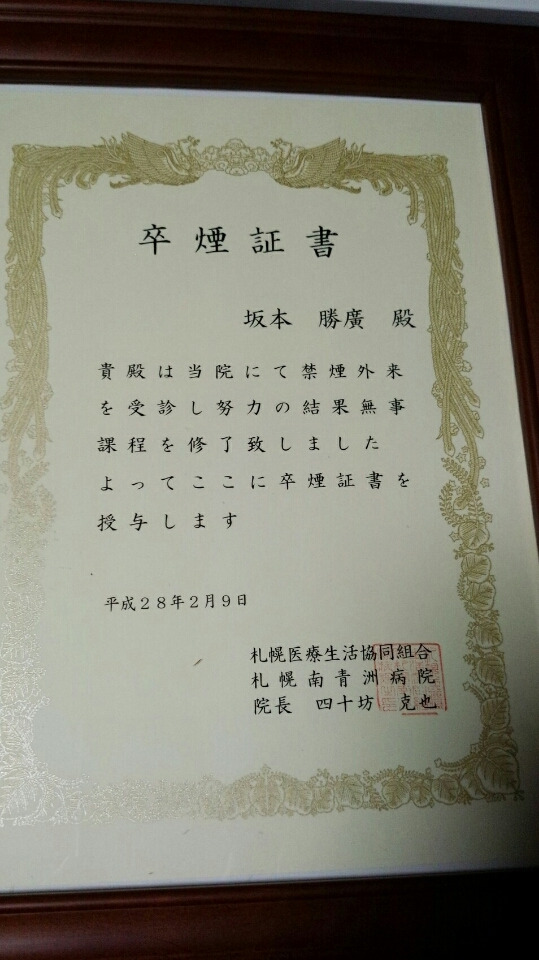 卒煙証書
坂本　勝廣　殿
貴殿は当院にて禁煙外来
を受診し努力の結果無事
課程を修了致しました
よってここに卒煙証書を
授与します
平成２８年２月９日
札幌医療生活協同組合
札幌南青洲病院
院長　四十坊　克也